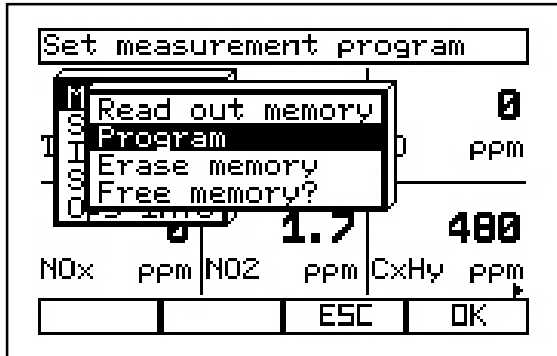 Set measurement program
M
S
I
S
Read out memory
Program
Erase memory
Free memory?
0
ppm
1.7
480
NOx ppm NO2 ppm CxHy ppm
ESC OK